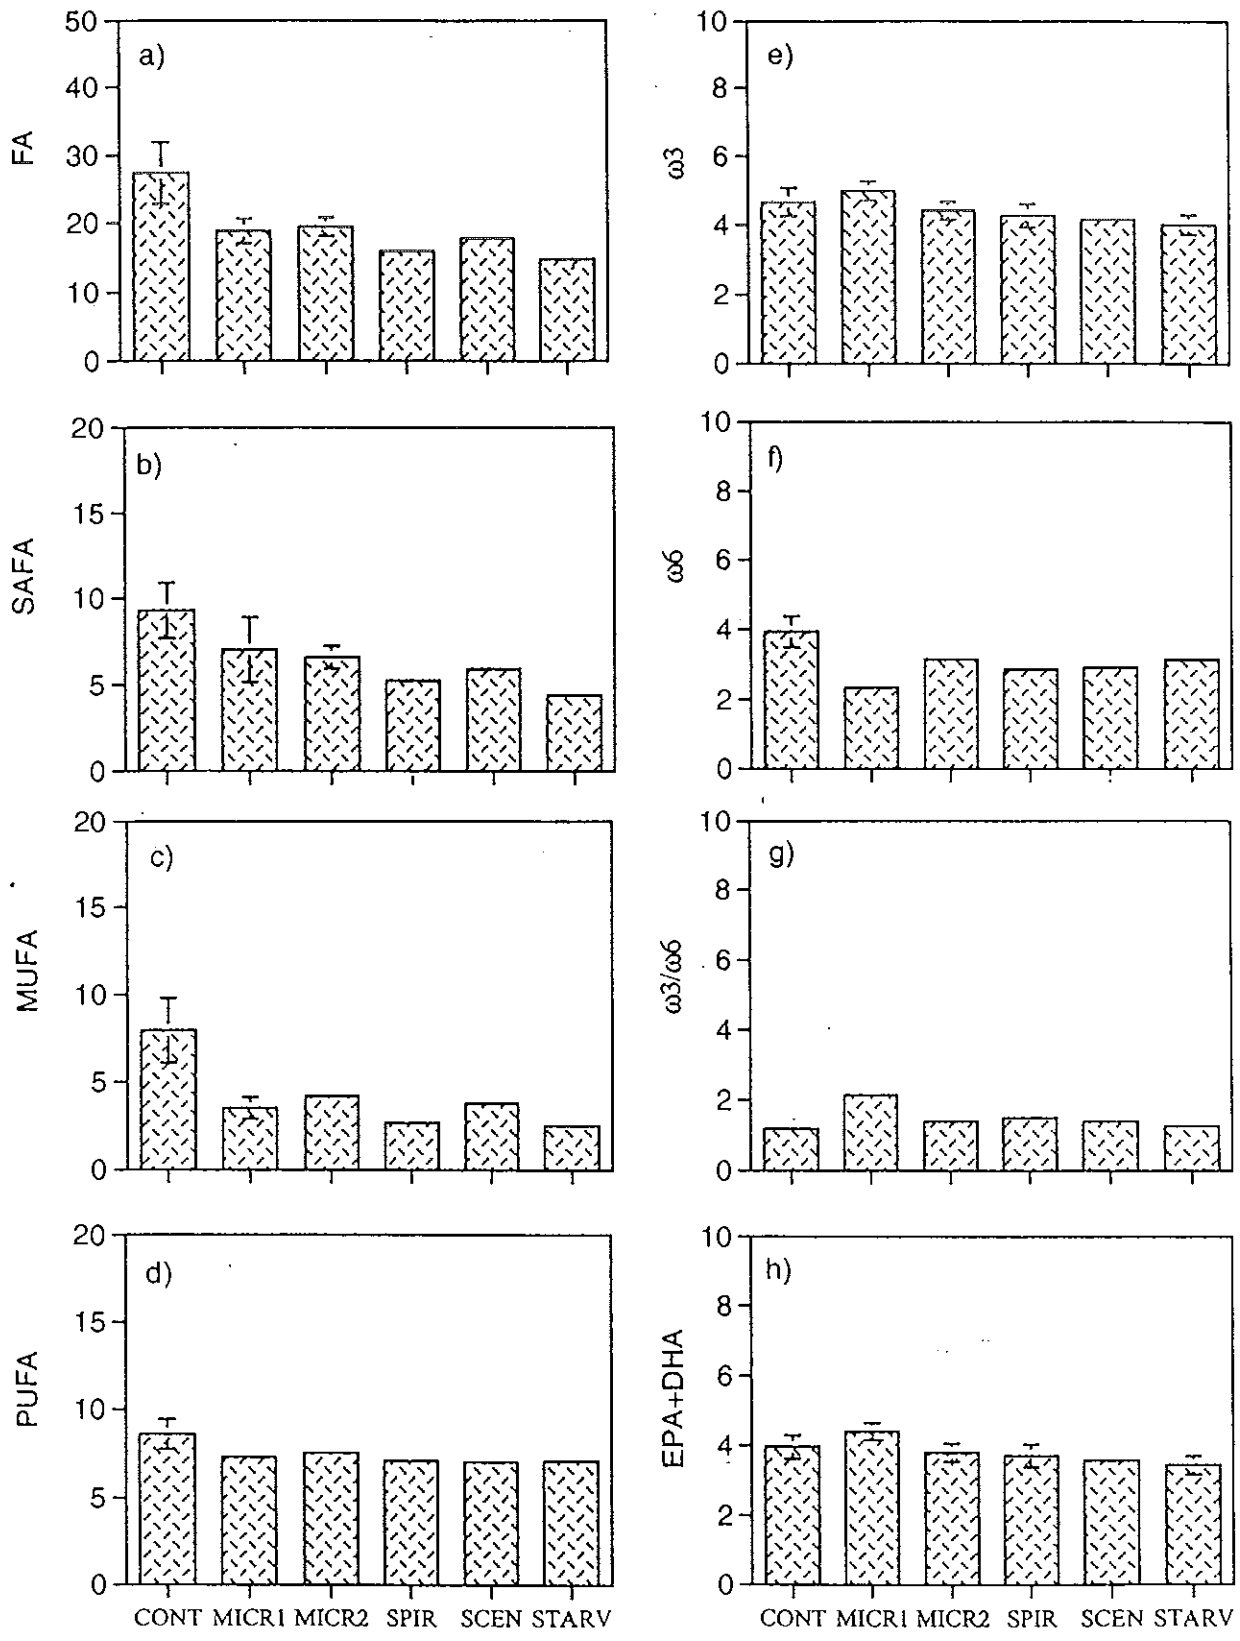 a)
50
40
30
20
10
0
FA
b)
20
15
10
5
0
SAFA
c)
20
15
10
5
0
MUFA
d)
20
15
10
5
0
PUFA
CONT MICR1 MICR2 SPIR SCEN STARV
e)
10
8
6
4
2
0
ω3
f)
10
8
6
4
2
0
ω6
g)
10
8
6
4
2
0
ω3/ω6
h)
10
8
6
4
2
0
EPA+DHA
CONT MICR1 MICR2 SPIR SCEN STARV